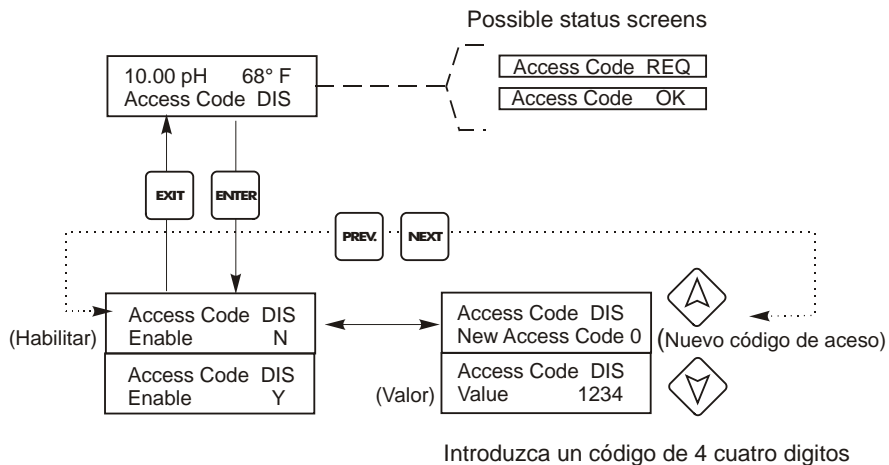 Possible status screens
10.00 pH 68° F
Access Code DIS
Access Code REQ
Access Code OK
EXIT
ENTER
PREV.
NEXT
(Habilitar)
Access Code DIS
Enable N
Access Code DIS
Enable Y
Access Code DIS
New Access Code 0
(Nuevo código de aceso)
(Valor)
Access Code DIS
Value 1234
Introduzca un código de 4 cuatro digitos